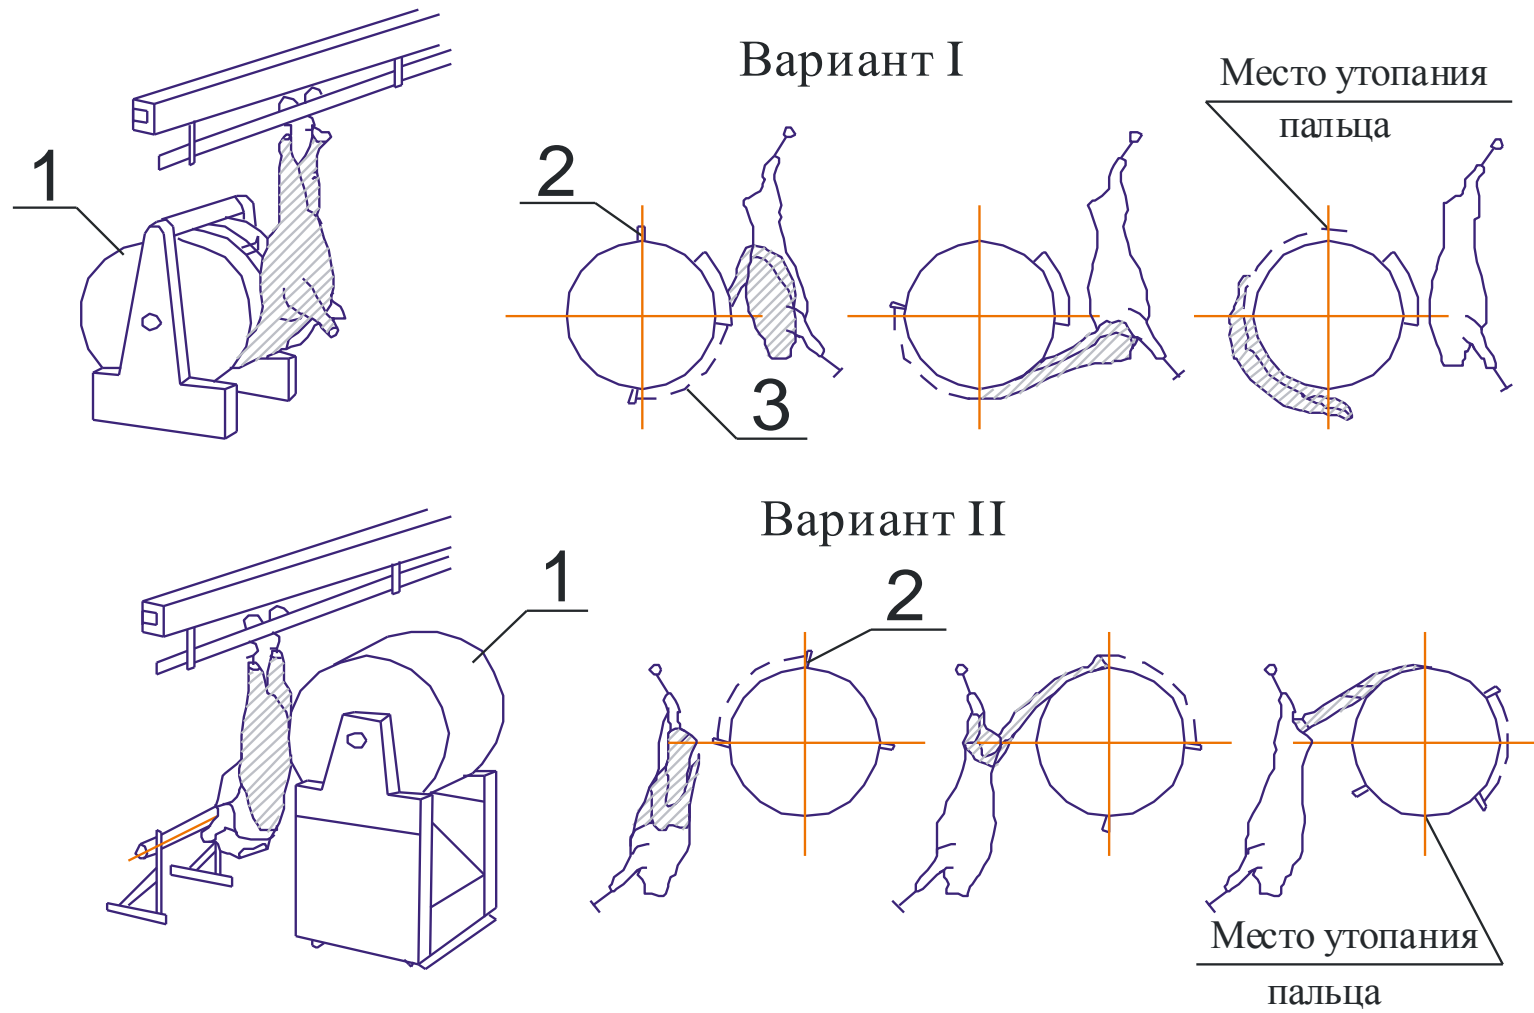 Вариант I
Место утопания
пальца
1
2
3
Вариант II
1
2
Место утопания
пальца